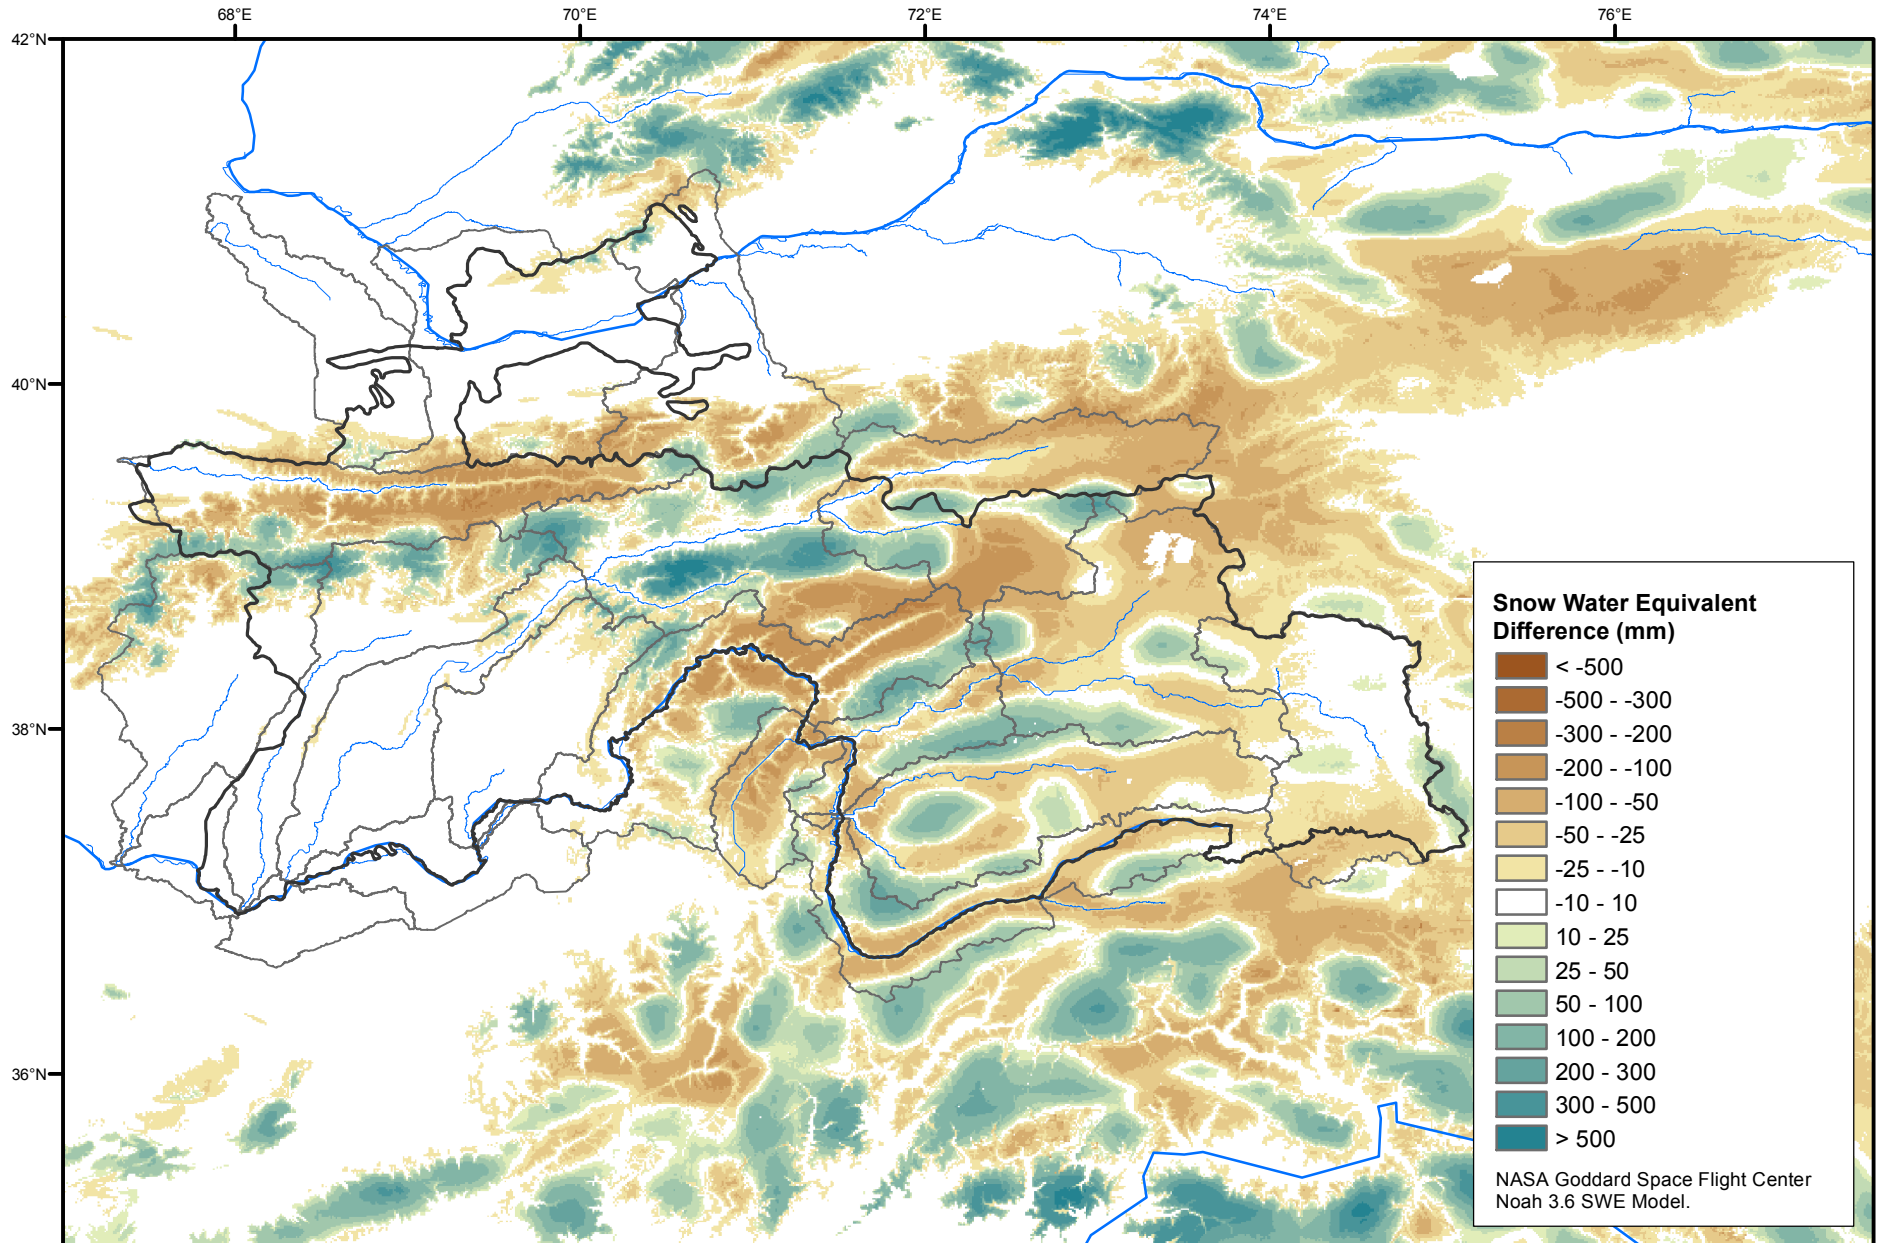 68°E
70°E
72°E
74°E
76°E
42°N
40°N
38°N
36°N
Snow Water Equivalent
Difference (mm)
< -500
-500 - -300
-300 - -200
-200 - -100
-100 - -50
-50 - -25
-25 - -10
-10 - 10
10 - 25
25 - 50
50 - 100
100 - 200
200 - 300
300 - 500
> 500
NASA Goddard Space Flight Center
Noah 3.6 SWE Model.